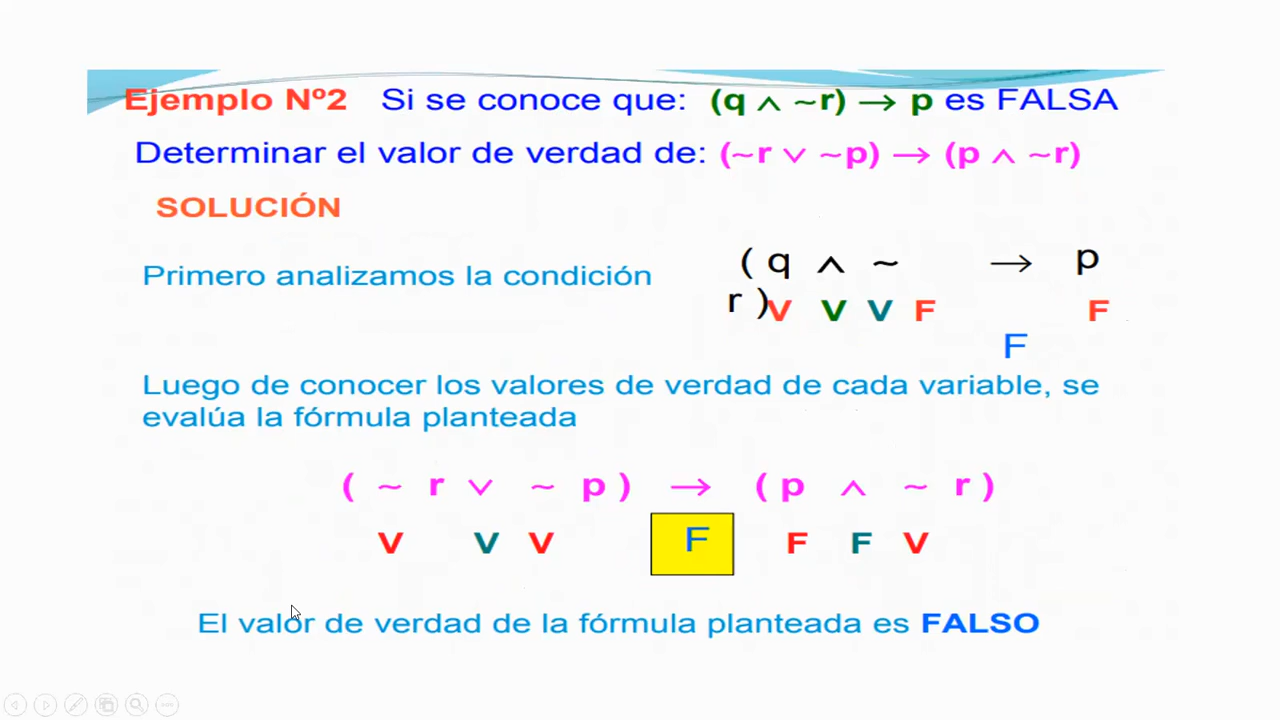 Ejemplo Nº2 Si se conoce que: (q ∧ ~r) → p es FALSA
Determinar el valor de verdad de: (~r ∨ ~p) → (p ∧ ~r)
SOLUCIÓN
Primero analizamos la condición
( q ∧ ~ → p
r )
V V V F F
F
Luego de conocer los valores de verdad de cada variable, se
evalúa la fórmula planteada
( ~ r ∨ ~ p ) → ( p ∧ ~ r )
V V V F F F V
El valor de verdad de la fórmula planteada es FALSO